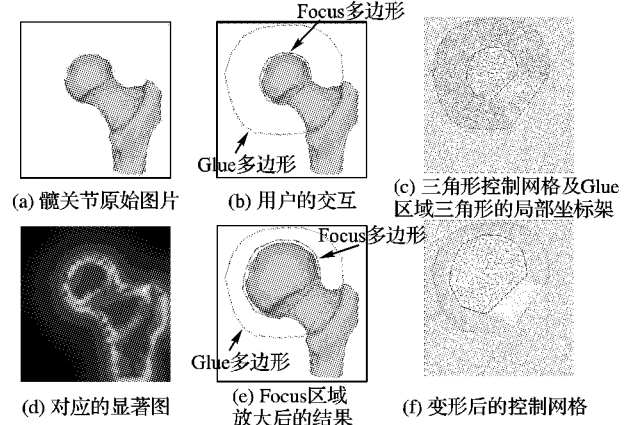 Focus多边形
Glue多边形
(a) 髋关节原始图片
(b) 用户的交互
(c) 三角形控制网格及Glue
区域三角形的局部坐标架
Focus多边形
Glue多边形
(d) 对应的显著图
(e) Focus区域
放大后的结果
(f) 变形后的控制网格